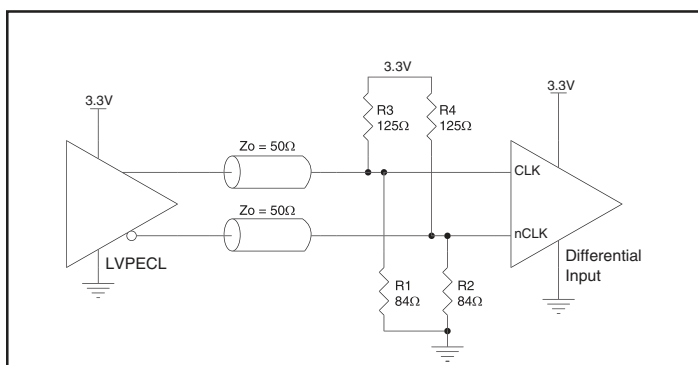 3.3V
3.3V
3.3V
R3
125Ω
R4
125Ω
Zo = 50Ω
CLK
Zo = 50Ω
nCLK
LVPECL
Differential
Input
R1
84Ω
R2
84Ω